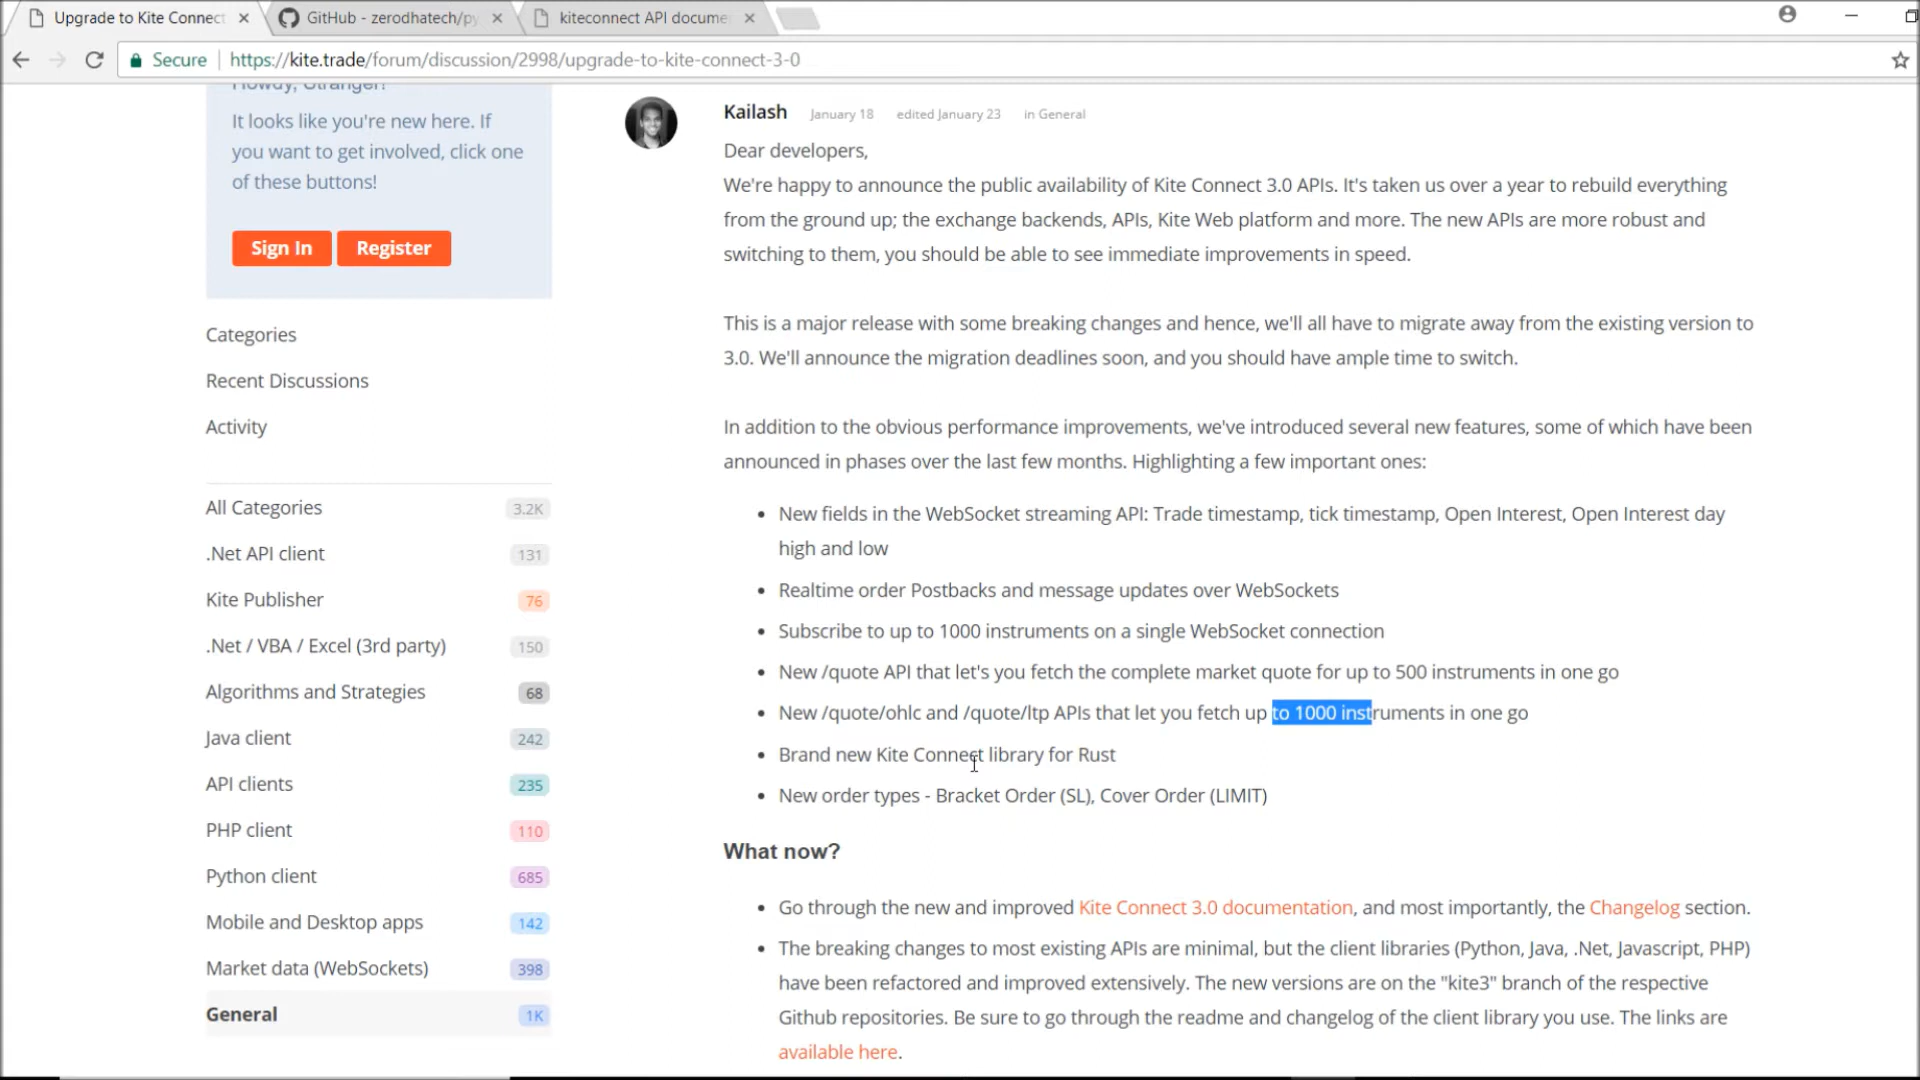 Upgrade to Kite Connect
GitHub - zerodhatech/py
kiteconnect API docume
Secure
https://kite.trade/forum/discussion/2998/upgrade-to-kite-connect-3-0
Howdy, Stranger!
It looks like you're new here. If
you want to get involved, click one
of these buttons!
Sign In
Register
Categories
Recent Discussions
Activity
All Categories 3.2K
.Net API client 131
Kite Publisher 76
.Net / VBA / Excel (3rd party) 150
Algorithms and Strategies 68
Java client 242
API clients 235
PHP client 110
Python client 685
Mobile and Desktop apps 142
Market data (WebSockets) 398
General 1K
Kailash January 18 edited January 23 in General
Dear developers,
We're happy to announce the public availability of Kite Connect 3.0 APIs. It's taken us over a year to rebuild everything
from the ground up; the exchange backends, APIs, Kite Web platform and more. The new APIs are more robust and
switching to them, you should be able to see immediate improvements in speed.
This is a major release with some breaking changes and hence, we'll all have to migrate away from the existing version to
3.0. We'll announce the migration deadlines soon, and you should have ample time to switch.
In addition to the obvious performance improvements, we've introduced several new features, some of which have been
announced in phases over the last few months. Highlighting a few important ones:
• New fields in the WebSocket streaming API: Trade timestamp, tick timestamp, Open Interest, Open Interest day
high and low
• Realtime order Postbacks and message updates over WebSockets
• Subscribe to up to 1000 instruments on a single WebSocket connection
• New /quote API that let's you fetch the complete market quote for up to 500 instruments in one go
• New /quote/ohlc and /quote/ltp APIs that let you fetch up to 1000 instruments in one go
• Brand new Kite Connect library for Rust
• New order types - Bracket Order (SL), Cover Order (LIMIT)
What now?
• Go through the new and improved Kite Connect 3.0 documentation, and most importantly, the Changelog section.
• The breaking changes to most existing APIs are minimal, but the client libraries (Python, Java, .Net, Javascript, PHP)
have been refactored and improved extensively. The new versions are on the "kite3" branch of the respective
Github repositories. Be sure to go through the readme and changelog of the client library you use. The links are
available here.